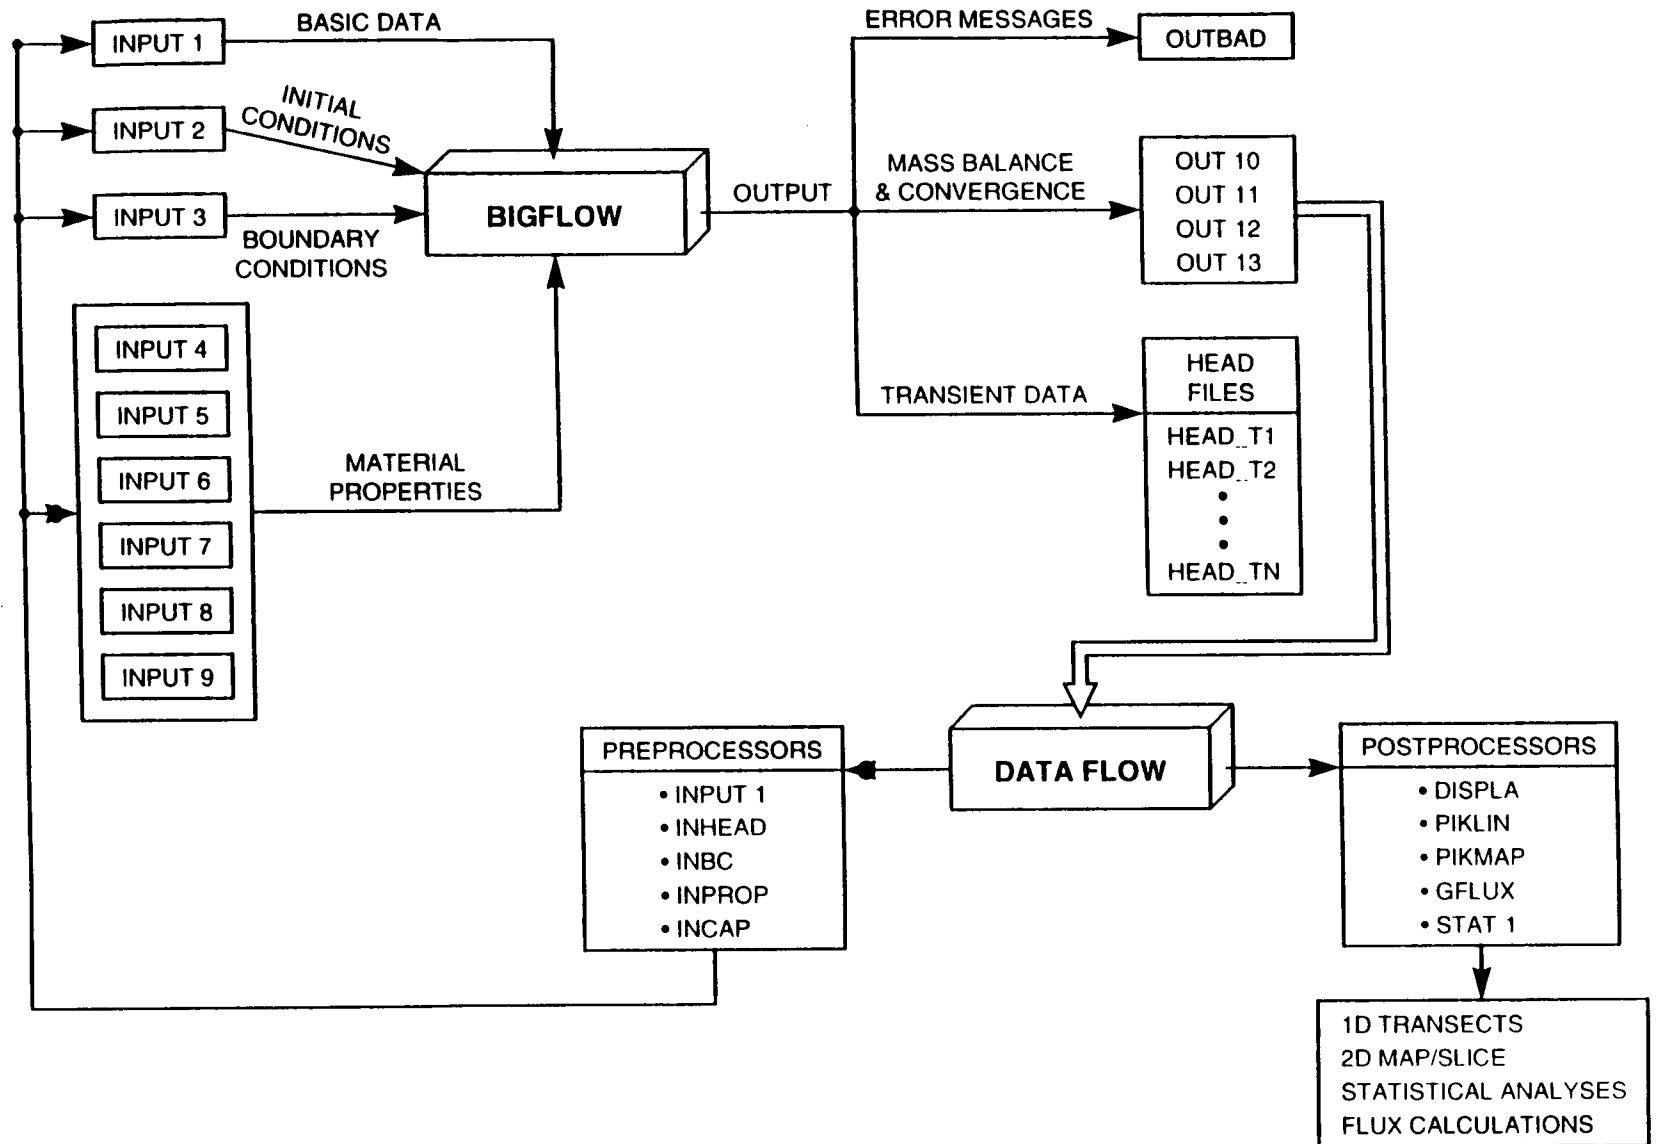 BASIC DATA
INPUT 1
INITIAL
CONDITIONS
INPUT 2
INPUT 3
BOUNDARY
CONDITIONS
BIGFLOW
INPUT 4
INPUT 5
INPUT 6
INPUT 7
INPUT 8
INPUT 9
MATERIAL
PROPERTIES
OUTPUT
ERROR MESSAGES
OUTBAD
MASS BALANCE
& CONVERGENCE
OUT 10
OUT 11
OUT 12
OUT 13
TRANSIENT DATA
HEAD
FILES
HEAD_T1
HEAD_T2
•
•
•
HEAD_TN
PREPROCESSORS
• INPUT 1
• INHEAD
• INBC
• INPROP
• INCAP
DATA FLOW
POSTPROCESSORS
• DISPLA
• PIKLIN
• PIKMAP
• GFLUX
• STAT 1
1D TRANSECTS
2D MAP/SLICE
STATISTICAL ANALYSES
FLUX CALCULATIONS